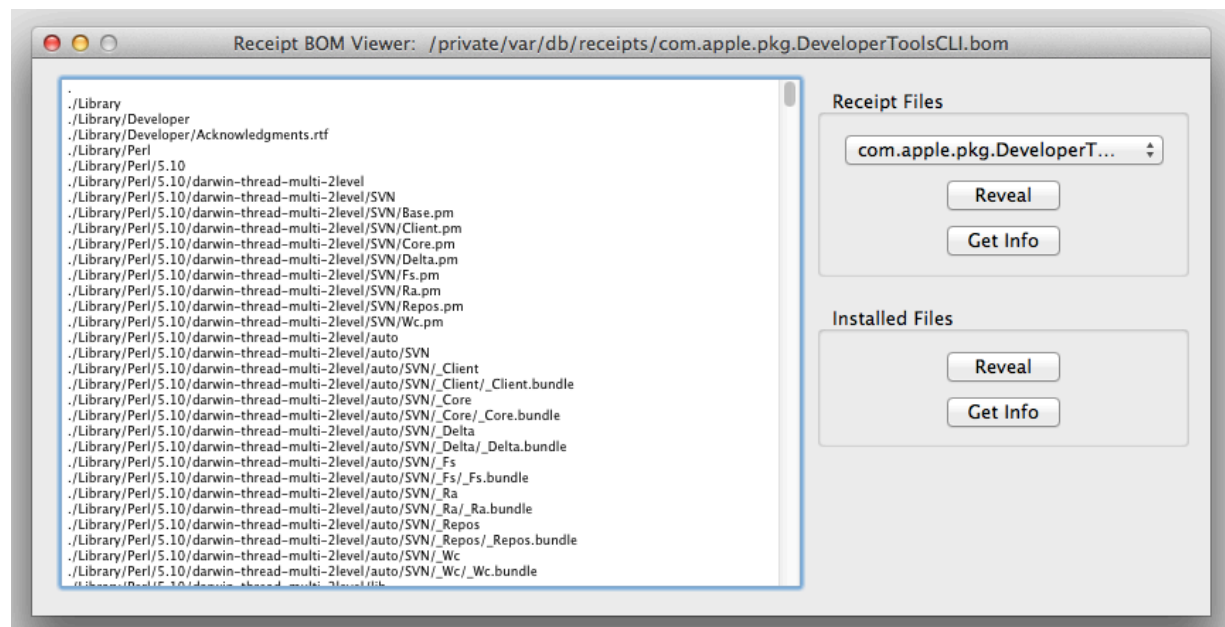 Receipt BOM Viewer: /private/var/db/receipts/com.apple.pkg.DeveloperToolsCLI.bom
.
./Library
./Library/Developer
./Library/Developer/Acknowledgments.rtf
./Library/Perl
./Library/Perl/5.10
./Library/Perl/5.10/darwin-thread-multi-2level
./Library/Perl/5.10/darwin-thread-multi-2level/SVN
./Library/Perl/5.10/darwin-thread-multi-2level/SVN/Base.pm
./Library/Perl/5.10/darwin-thread-multi-2level/SVN/Client.pm
./Library/Perl/5.10/darwin-thread-multi-2level/SVN/Core.pm
./Library/Perl/5.10/darwin-thread-multi-2level/SVN/Delta.pm
./Library/Perl/5.10/darwin-thread-multi-2level/SVN/Fs.pm
./Library/Perl/5.10/darwin-thread-multi-2level/SVN/Ra.pm
./Library/Perl/5.10/darwin-thread-multi-2level/SVN/Repos.pm
./Library/Perl/5.10/darwin-thread-multi-2level/SVN/Wc.pm
./Library/Perl/5.10/darwin-thread-multi-2level/auto
./Library/Perl/5.10/darwin-thread-multi-2level/auto/SVN
./Library/Perl/5.10/darwin-thread-multi-2level/auto/SVN/_Client
./Library/Perl/5.10/darwin-thread-multi-2level/auto/SVN/_Client/_Client.bundle
./Library/Perl/5.10/darwin-thread-multi-2level/auto/SVN/_Core
./Library/Perl/5.10/darwin-thread-multi-2level/auto/SVN/_Core/_Core.bundle
./Library/Perl/5.10/darwin-thread-multi-2level/auto/SVN/_Delta
./Library/Perl/5.10/darwin-thread-multi-2level/auto/SVN/_Delta/_Delta.bundle
./Library/Perl/5.10/darwin-thread-multi-2level/auto/SVN/_Fs
./Library/Perl/5.10/darwin-thread-multi-2level/auto/SVN/_Fs/_Fs.bundle
./Library/Perl/5.10/darwin-thread-multi-2level/auto/SVN/_Ra
./Library/Perl/5.10/darwin-thread-multi-2level/auto/SVN/_Ra/_Ra.bundle
./Library/Perl/5.10/darwin-thread-multi-2level/auto/SVN/_Repos
./Library/Perl/5.10/darwin-thread-multi-2level/auto/SVN/_Repos/_Repos.bundle
./Library/Perl/5.10/darwin-thread-multi-2level/auto/SVN/_Wc
./Library/Perl/5.10/darwin-thread-multi-2level/auto/SVN/_Wc/_Wc.bundle
Receipt Files
com.apple.pkg.DeveloperT...
Reveal
Get Info
Installed Files
Reveal
Get Info